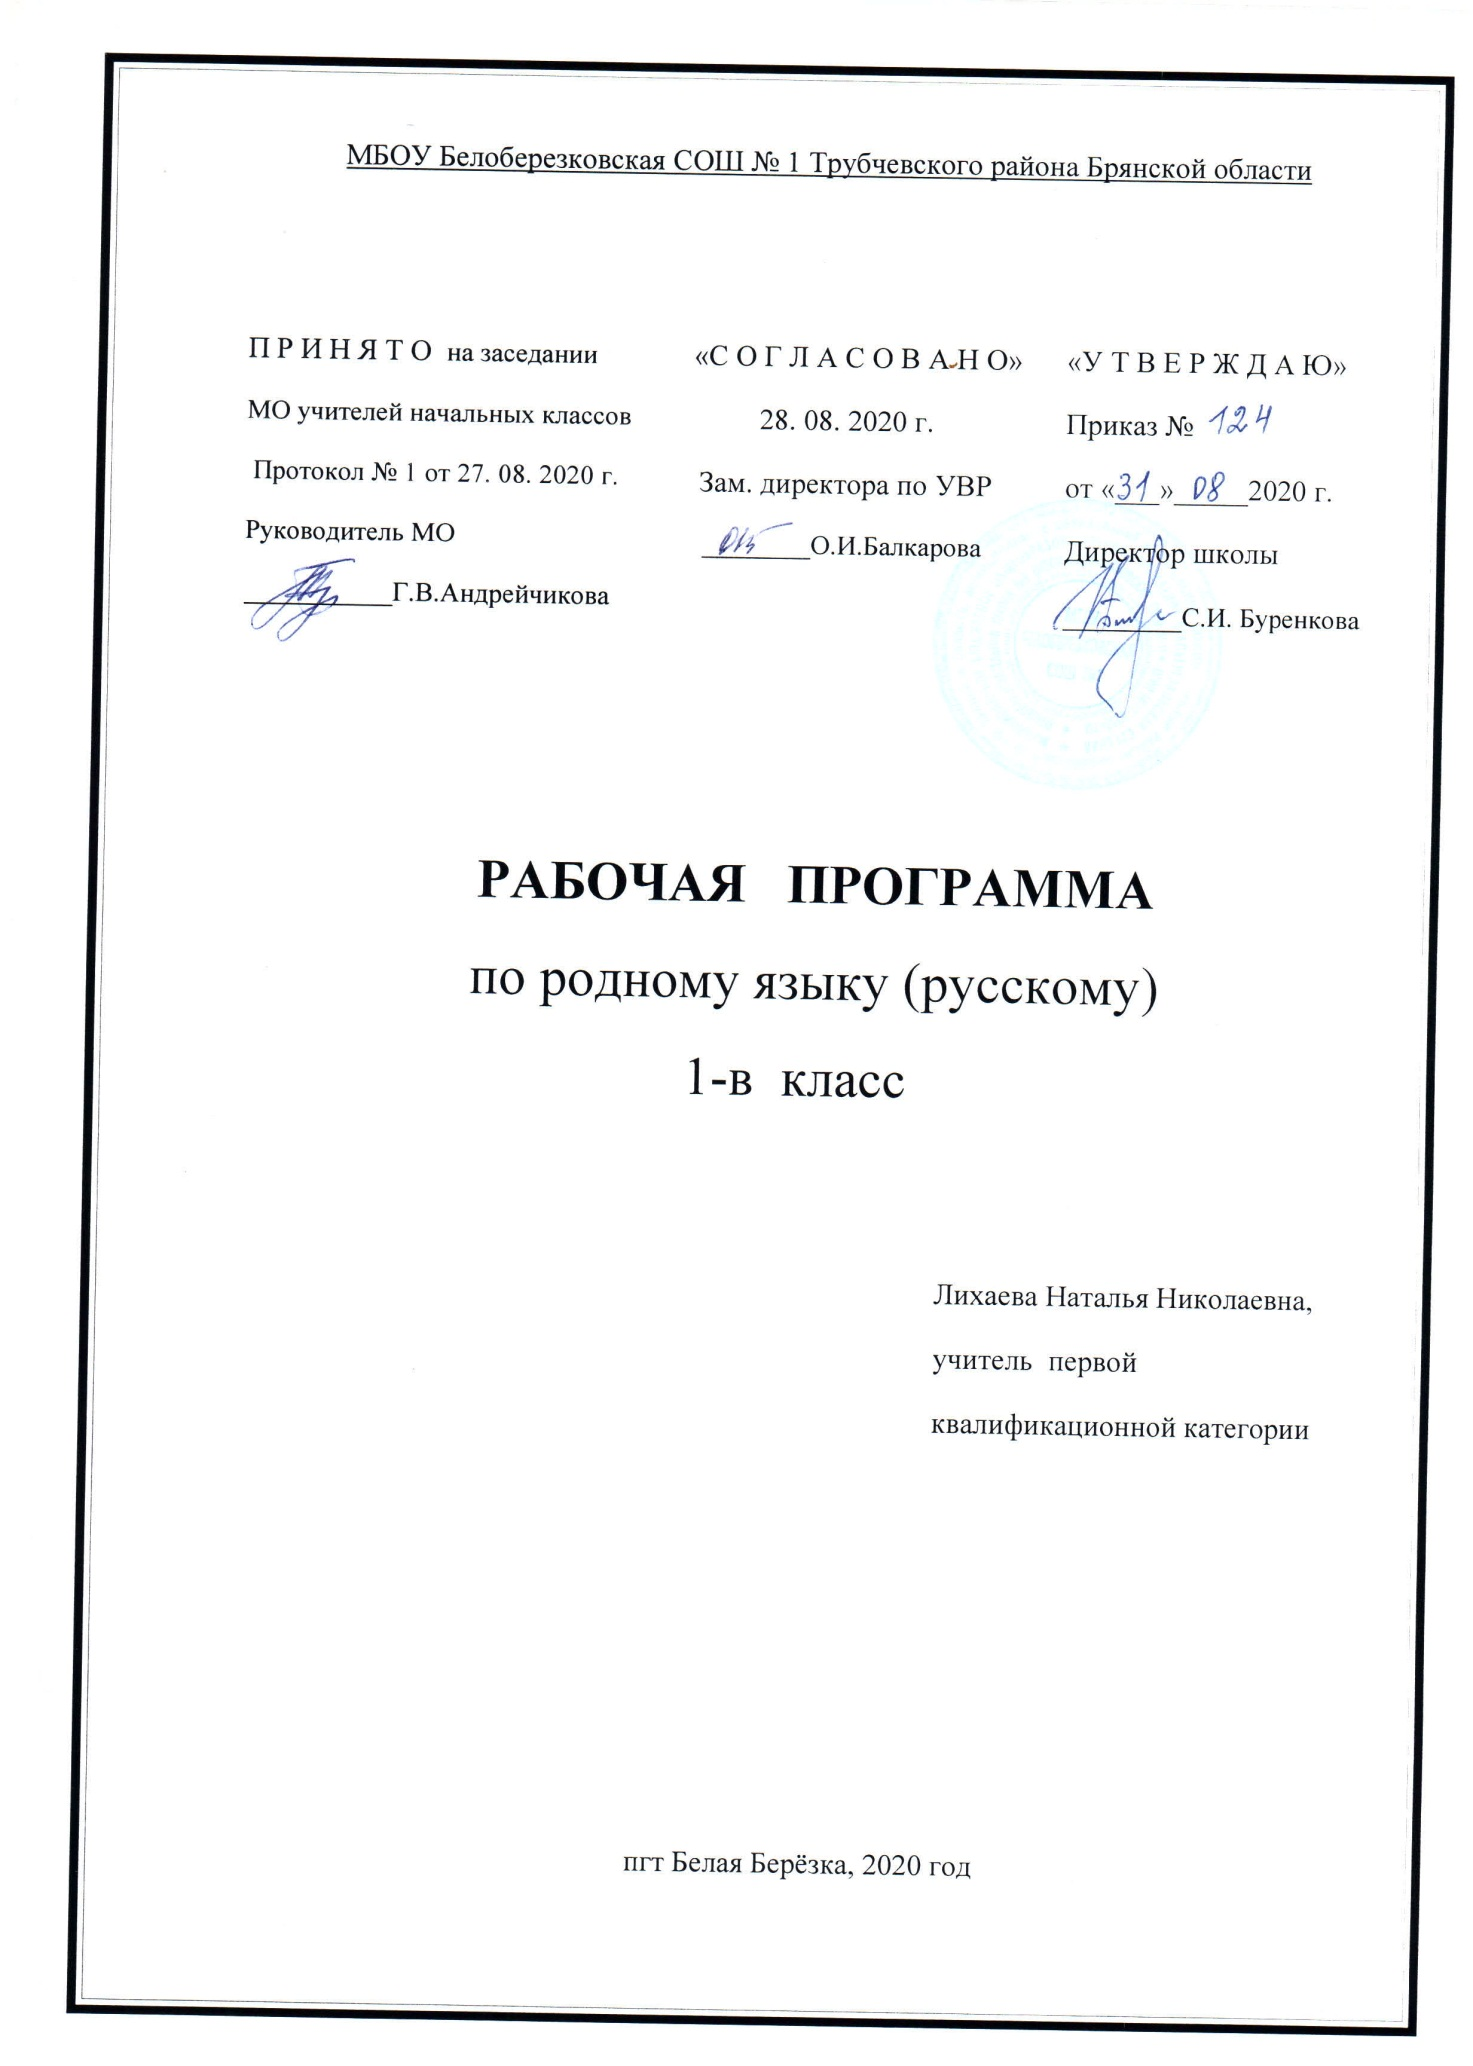 МБОУ Белоберезковская СОШ № 1 Трубчевского района Брянской области
П Р И Н Я Т О на заседании
МО учителей начальных классов
Протокол № 1 от 27. 08. 2020 г.
Руководитель МО
____________Г.В.Андрейчикова
«С О Г Л А С О В А Н О»
28. 08. 2020 г.
Зам. директора по УВР
_________О.И.Балкарова
«У Т В Е Р Ж Д А Ю»
Приказ № 124
от «31» 08 2020 г.
Директор школы
__________С.И. Буренкова
РАБОЧАЯ ПРОГРАММА
по родному языку (русскому)
1-в класс
Лихаева Наталья Николаевна,
учитель первой
квалификационной категории
пгт Белая Берёзка, 2020 год